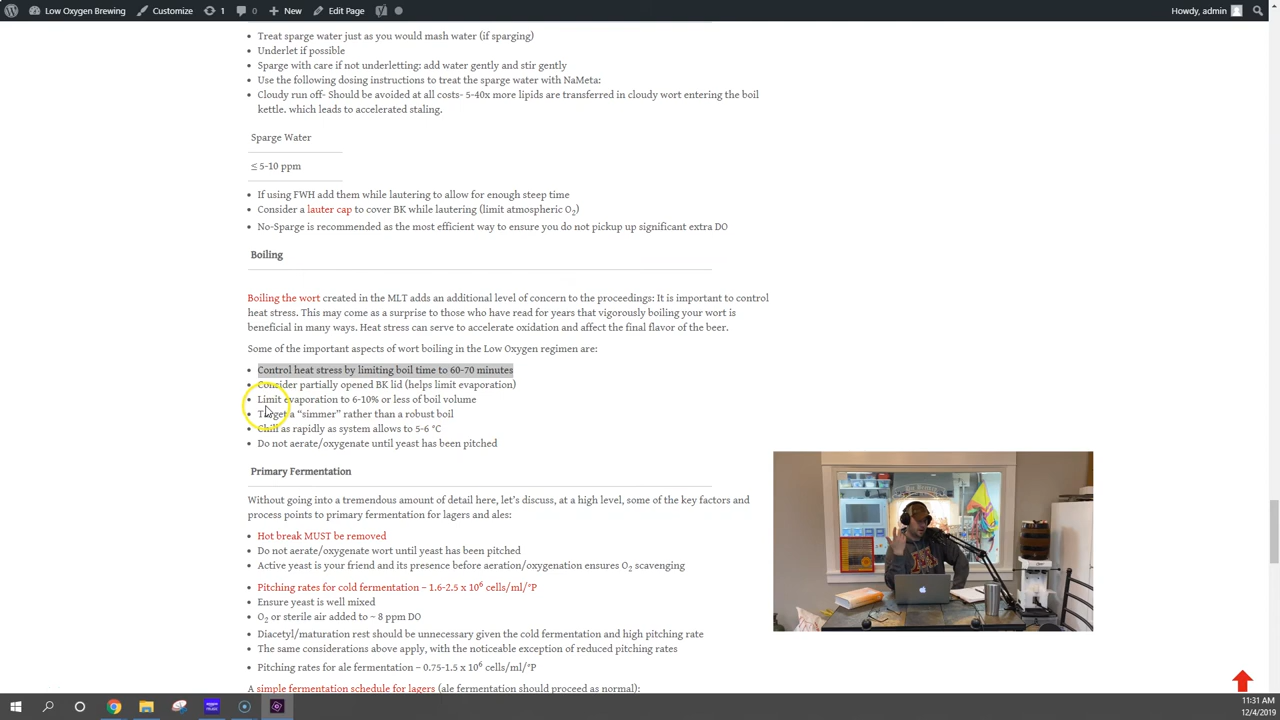 Low Oxygen Brewing
Customize
1
0
New
Edit Page
Howdy, admin
Treat sparge water just as you would mash water (if sparging)
Underlet if possible
Sparge with care if not underletting: add water gently and stir gently
Use the following dosing instructions to treat the sparge water with NaMeta:
Cloudy run off- Should be avoided at all costs- 5-40x more lipids are transferred in cloudy wort entering the boil
kettle. which leads to accelerated staling.
Sparge Water
≤ 5-10 ppm
If using FWH add them while lautering to allow for enough steep time
Consider a lauter cap to cover BK while lautering (limit atmospheric O2)
No-Sparge is recommended as the most efficient way to ensure you do not pickup up significant extra DO
Boiling
Boiling the wort created in the MLT adds an additional level of concern to the proceedings: It is important to control
heat stress. This may come as a surprise to those who have read for years that vigorously boiling your wort is
beneficial in many ways. Heat stress can serve to accelerate oxidation and affect the final flavor of the beer.
Some of the important aspects of wort boiling in the Low Oxygen regimen are:
Control heat stress by limiting boil time to 60-70 minutes
Consider partially opened BK lid (helps limit evaporation)
Limit evaporation to 6-10% or less of boil volume
Target a “simmer” rather than a robust boil
Chill as rapidly as system allows to 5-6 °C
Do not aerate/oxygenate until yeast has been pitched
Primary Fermentation
Without going into a tremendous amount of detail here, let’s discuss, at a high level, some of the key factors and
process points to primary fermentation for lagers and ales:
Hot break MUST be removed
Do not aerate/oxygenate wort until yeast has been pitched
Active yeast is your friend and its presence before aeration/oxygenation ensures O2 scavenging
Pitching rates for cold fermentation – 1.6-2.5 x 10⁶ cells/ml/°P
Ensure yeast is well mixed
O2 or sterile air added to ~ 8 ppm DO
Diacetyl/maturation rest should be unnecessary given the cold fermentation and high pitching rate
The same considerations above apply, with the noticeable exception of reduced pitching rates
Pitching rates for ale fermentation – 0.75-1.5 x 10⁶ cells/ml/°P
A simple fermentation schedule for lagers (ale fermentation should proceed as normal):
11:31 AM
12/4/2019